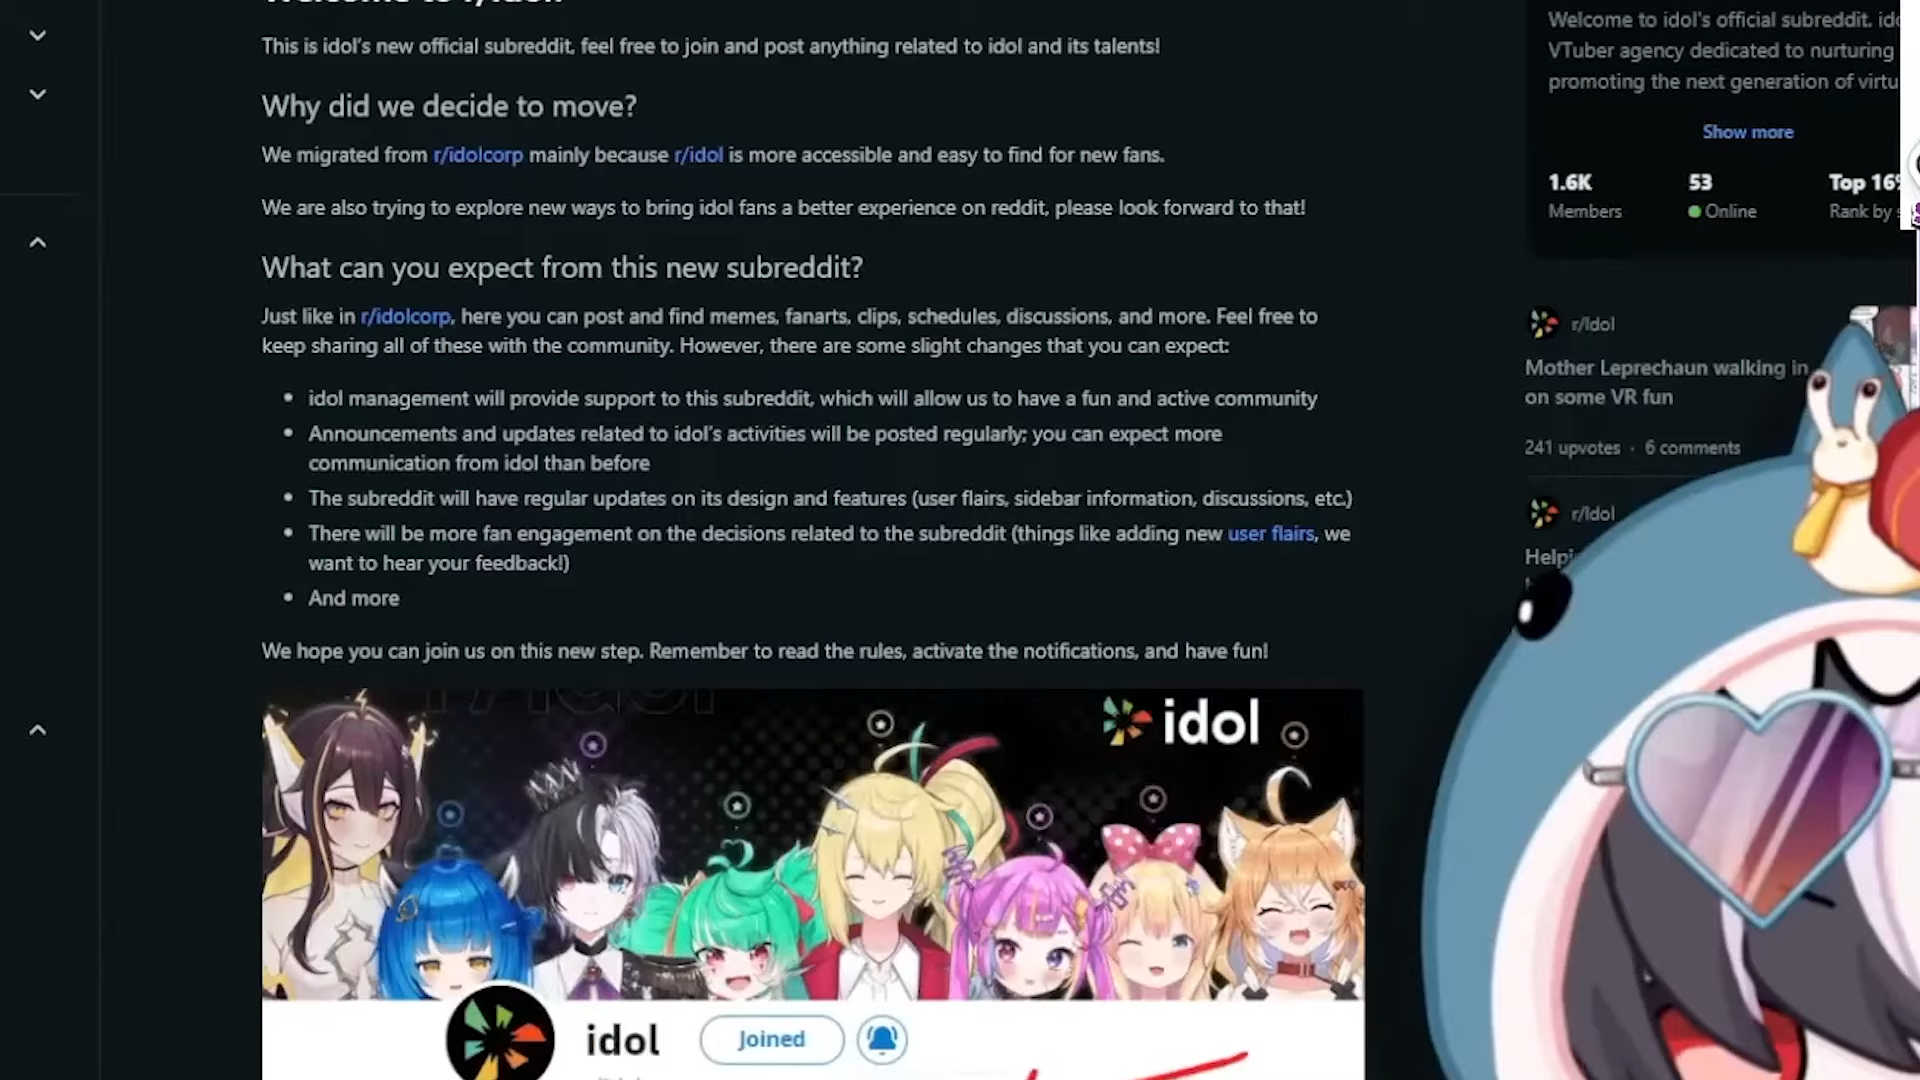 This is idol's new official subreddit, feel free to join and post anything related to idol and its talents!
Why did we decide to move?
We migrated from r/idolcorp mainly because r/idol is more accessible and easy to find for new fans.
We are also trying to explore new ways to bring idol fans a better experience on reddit, please look forward to that!
What can you expect from this new subreddit?
Just like in r/idolcorp, here you can post and find memes, fanarts, clips, schedules, discussions, and more. Feel free to
keep sharing all of these with the community. However, there are some slight changes that you can expect:
• idol management will provide support to this subreddit, which will allow us to have a fun and active community
• Announcements and updates related to idol's activities will be posted regularly; you can expect more
communication from idol than before
• The subreddit will have regular updates on its design and features (user flairs, sidebar information, discussions, etc.)
• There will be more fan engagement on the decisions related to the subreddit (things like adding new user flairs, we
want to hear your feedback!)
• And more
We hope you can join us on this new step. Remember to read the rules, activate the notifications, and have fun!
idol
idol
Joined
Welcome to idol's official subreddit.
VTuber agency dedicated to nurturing
promoting the next generation of
Show more
1.6K 53 Top
Members Online Rank by
r/Idol
Mother Leprechaun walking in
on some VR fun
241 upvotes · 6 comments
r/Idol